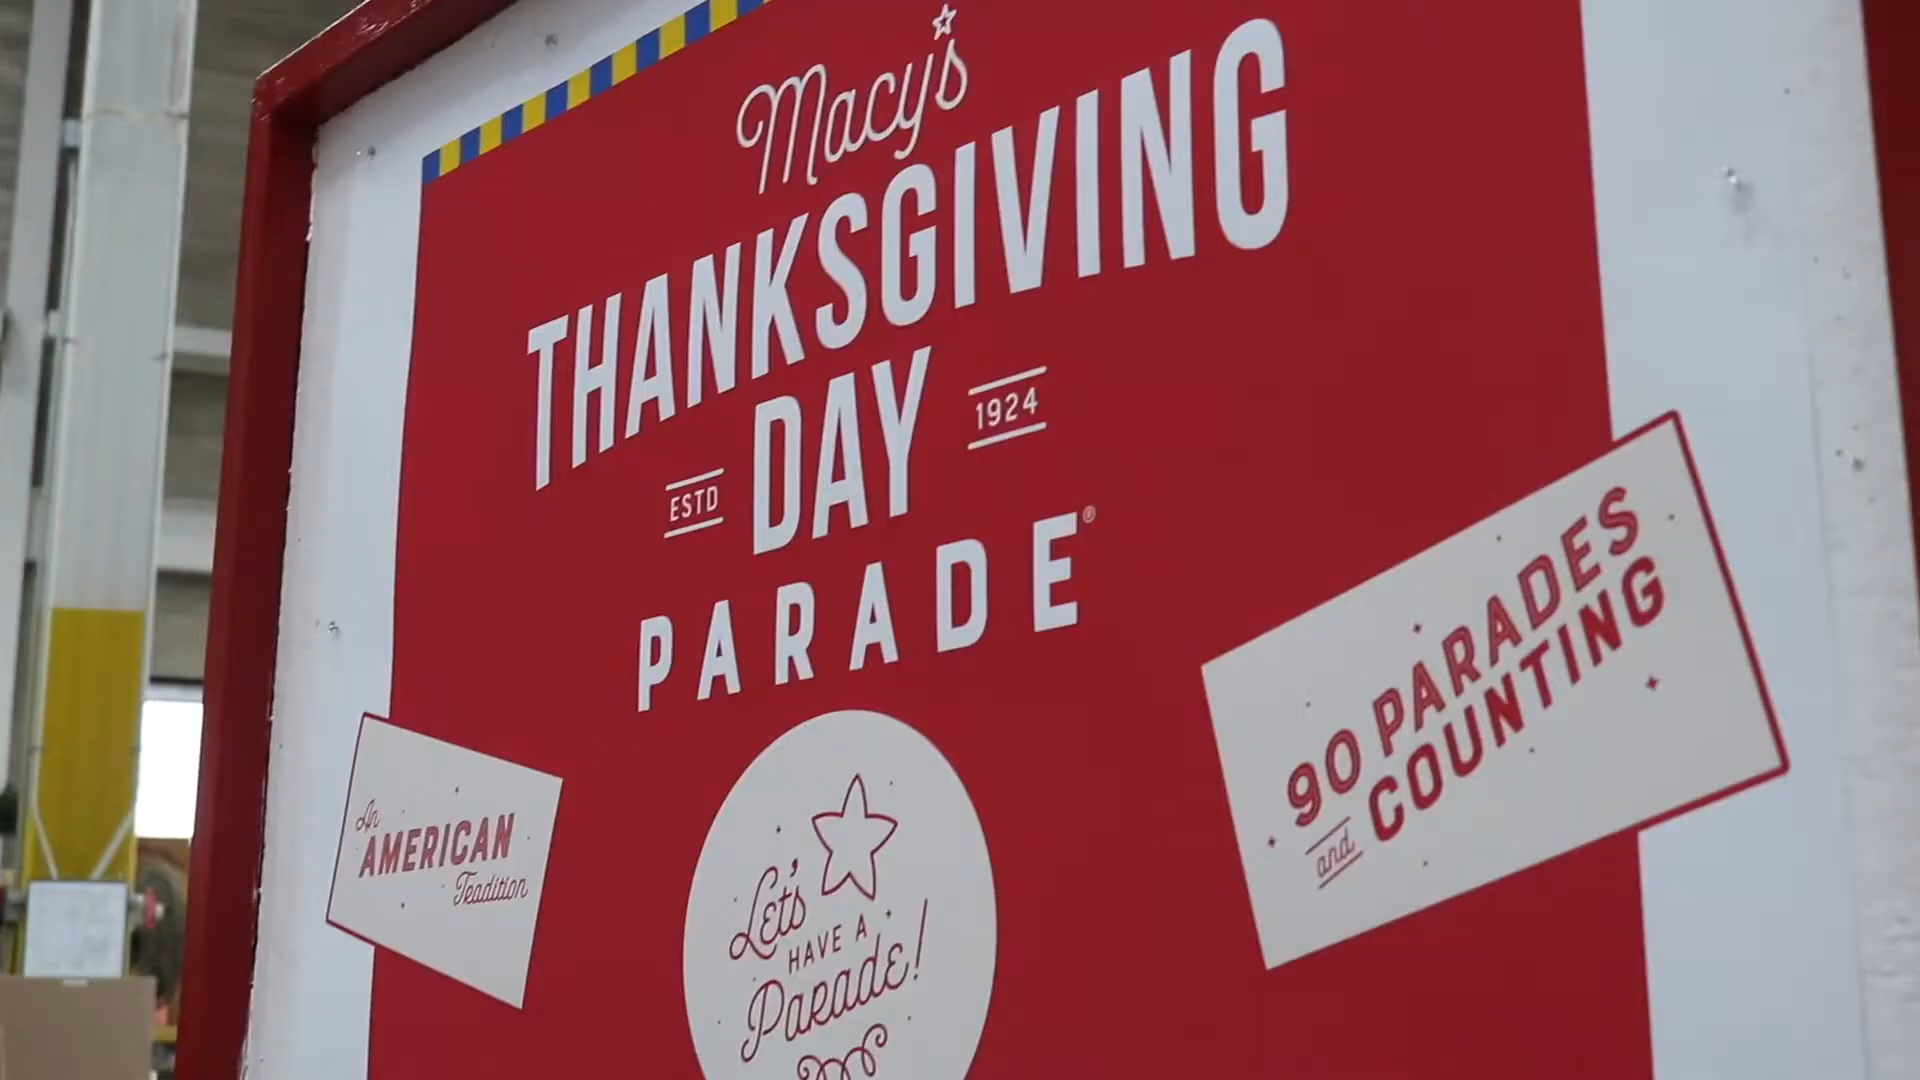 Macy's
THANKSGIVING
DAY
ESTD
1924
PARADE®
An
AMERICAN
Tradition
Let's
HAVE A
Parade!
90 PARADES
and COUNTING